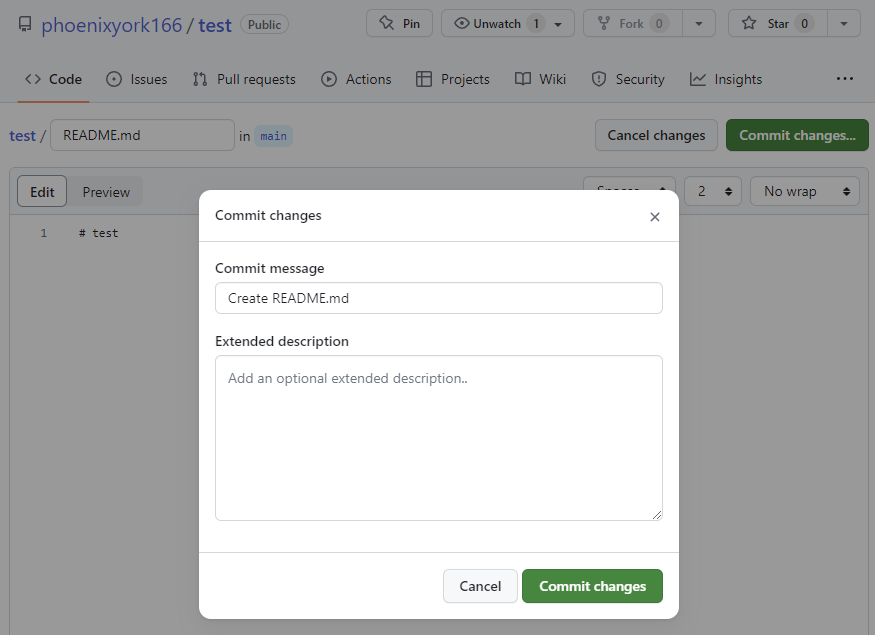 phoenixyork166 / test Public Pin Unwatch 1 Fork 0 Star 0
Code Issues Pull requests Actions Projects Wiki Security Insights ...
test / README.md in main Cancel changes Commit changes...
Edit Preview Spaces 2 No wrap
1 # test
Commit changes
Commit message
Create README.md
Extended description
Add an optional extended description..
Cancel Commit changes